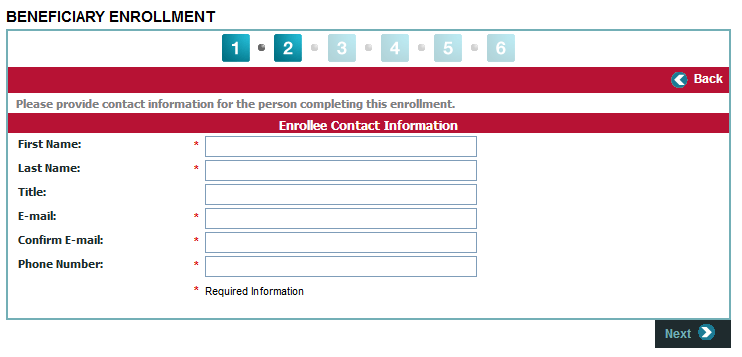 BENEFICIARY ENROLLMENT
1 2 3 4 5 6
Back
Please provide contact information for the person completing this enrollment.
Enrollee Contact Information
First Name: *
Last Name: *
Title:
E-mail: *
Confirm E-mail: *
Phone Number: *
* Required Information
Next